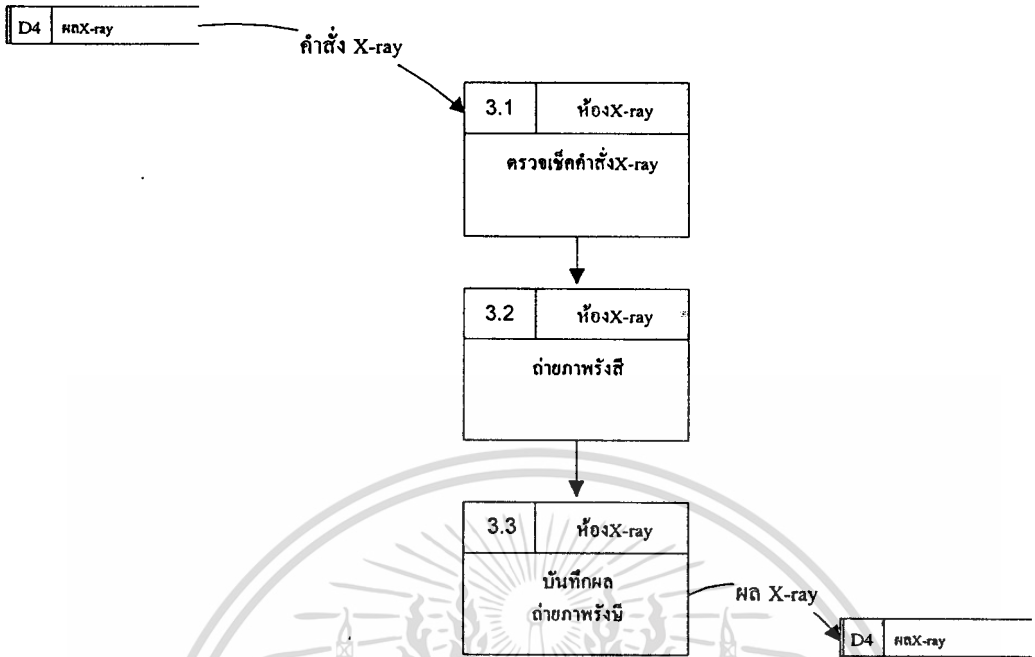 D4 ผลX-ray
คำสั่ง X-ray
3.1 ห้องX-ray
ตรวจเช็คคำสั่งX-ray
3.2 ห้องX-ray
ถ่ายภาพรังสี
3.3 ห้องX-ray
บันทึกผล
ถ่ายภาพรังษี
ผล X-ray
D4 ผลX-ray